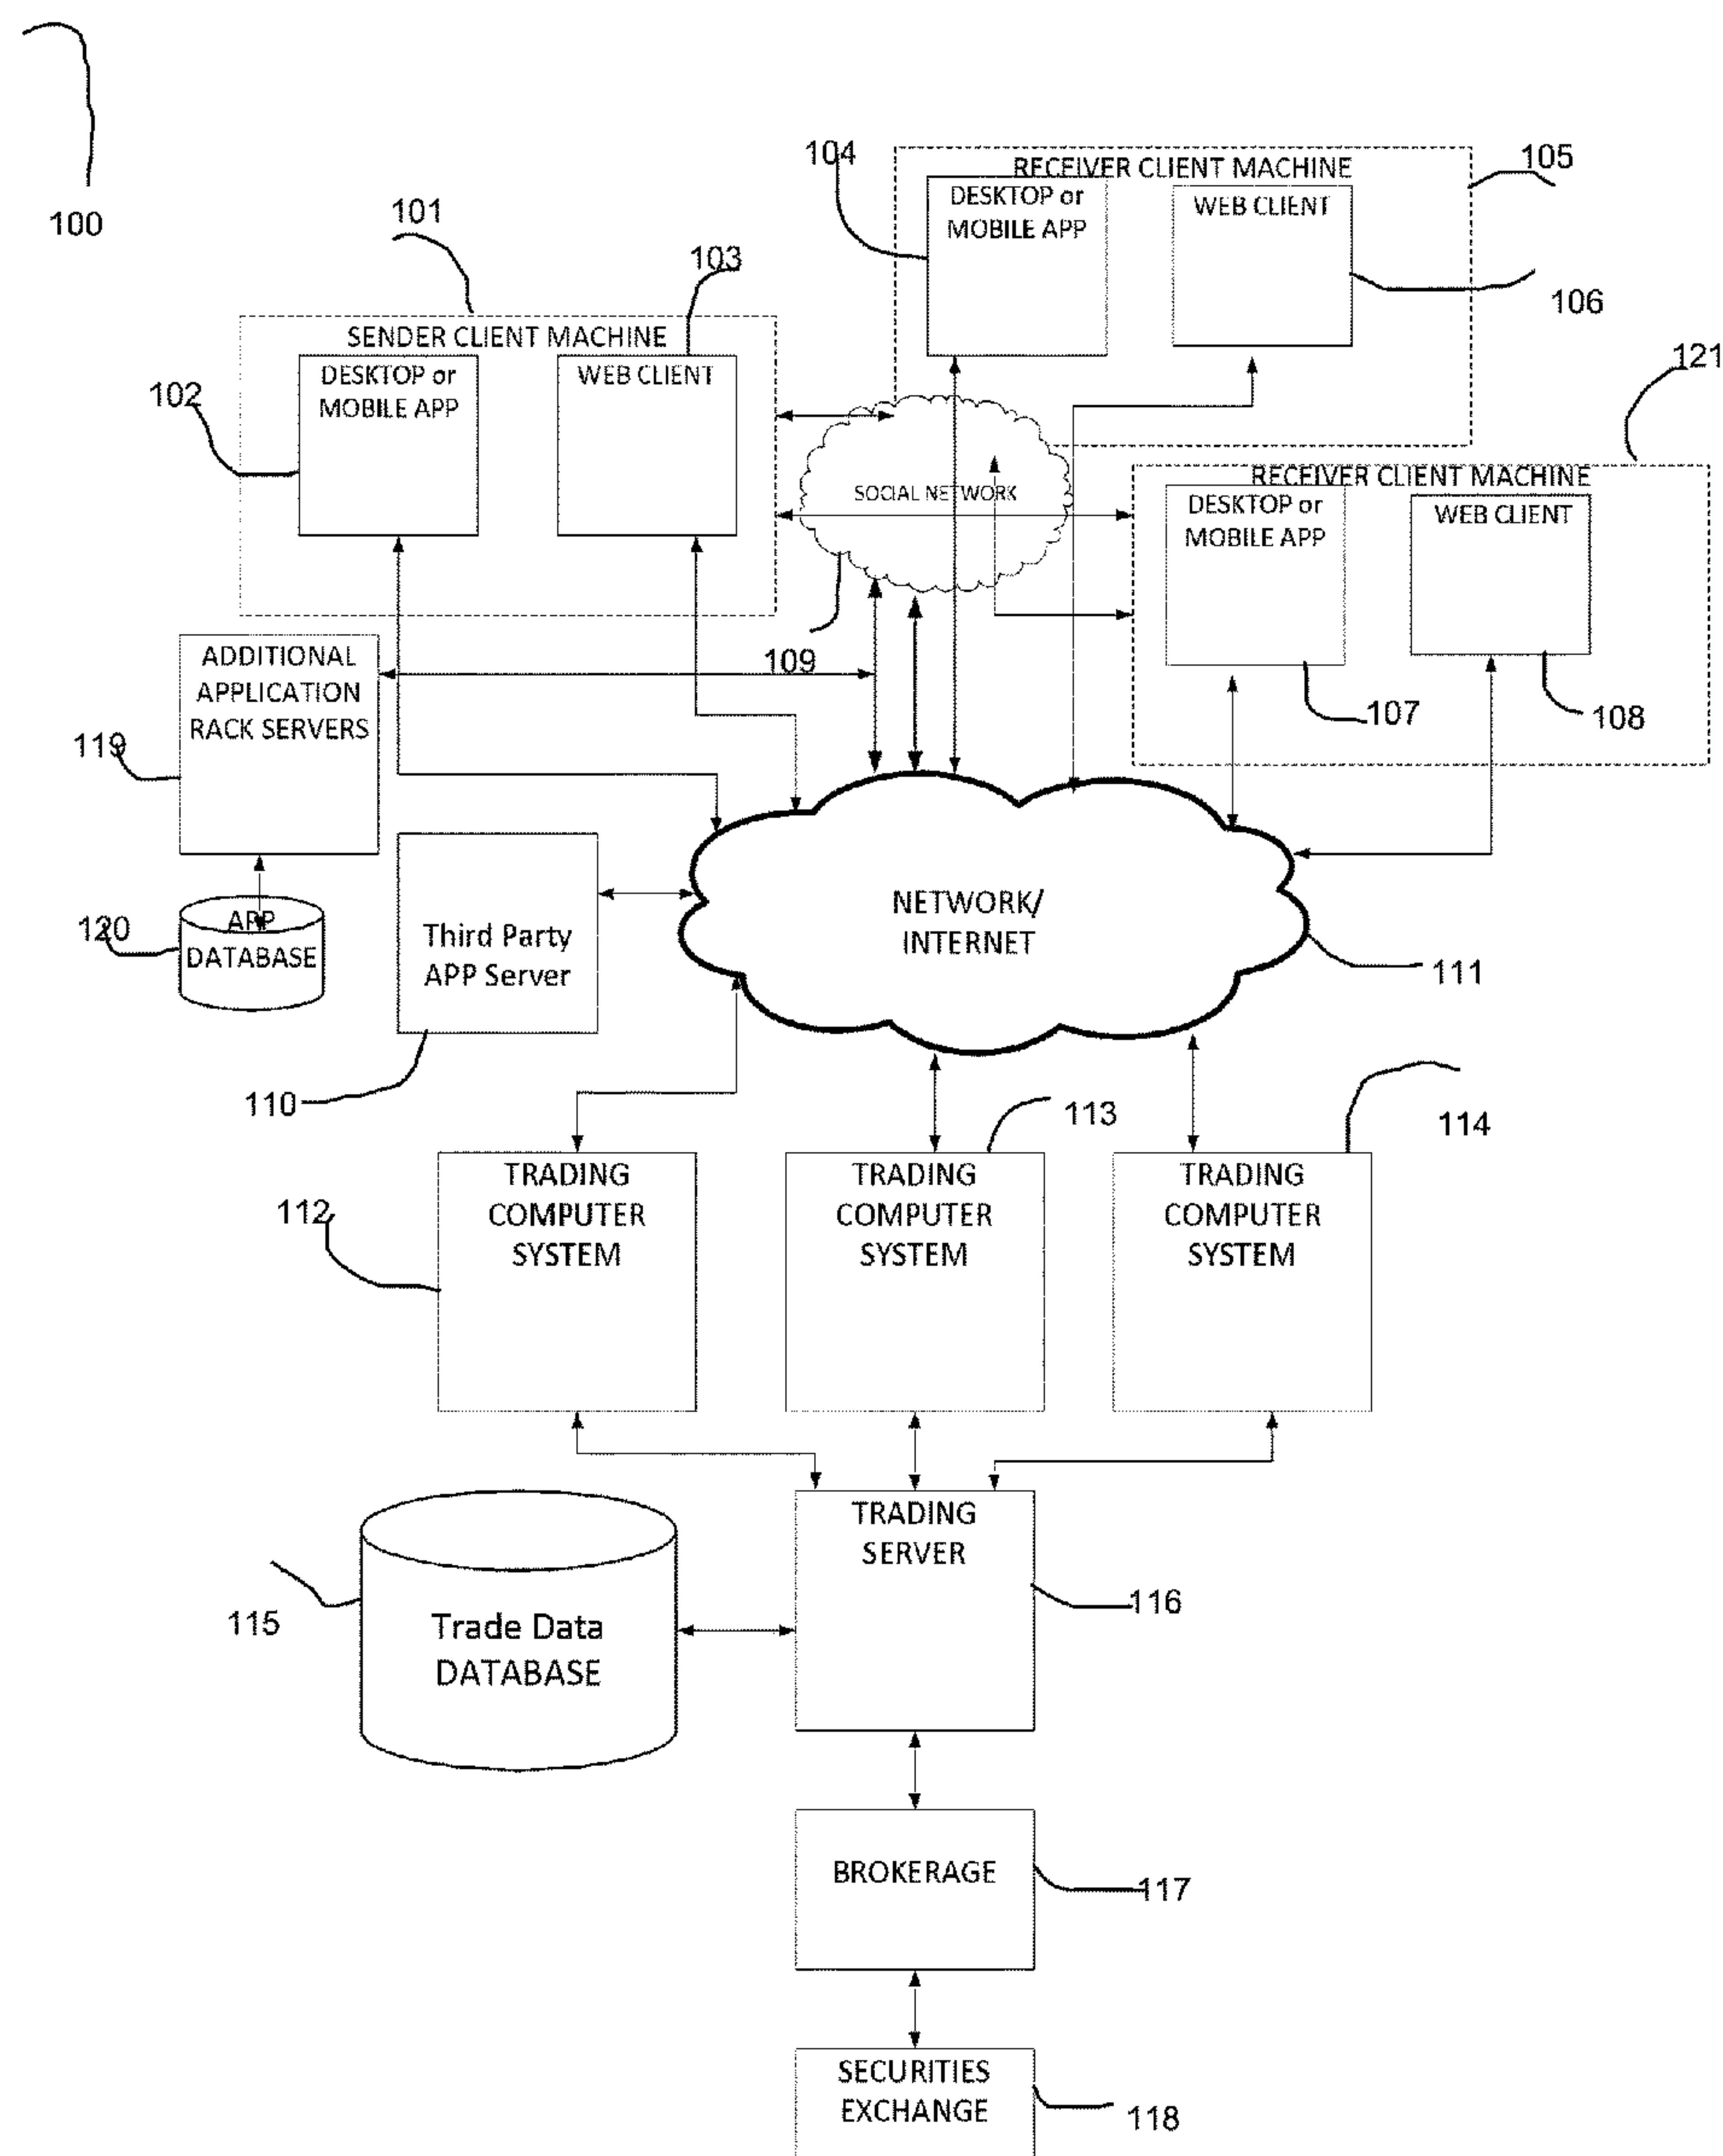 100
104
RECEIVER CLIENT MACHINE
105
DESKTOP or
MOBILE APP
WEB CLIENT
106
101
103
SENDER CLIENT MACHINE
102
DESKTOP or
MOBILE APP
WEB CLIENT
121
RECEIVER CLIENT MACHINE
SOCIAL NETWORK
DESKTOP or
MOBILE APP
WEB CLIENT
109
107
108
ADDITIONAL
APPLICATION
RACK SERVERS
119
120
APP
DATABASE
Third Party
APP Server
110
NETWORK/
INTERNET
111
112
113
114
TRADING
COMPUTER
SYSTEM
TRADING
COMPUTER
SYSTEM
TRADING
COMPUTER
SYSTEM
115
Trade Data
DATABASE
TRADING
SERVER
116
BROKERAGE
117
SECURITIES
EXCHANGE
118